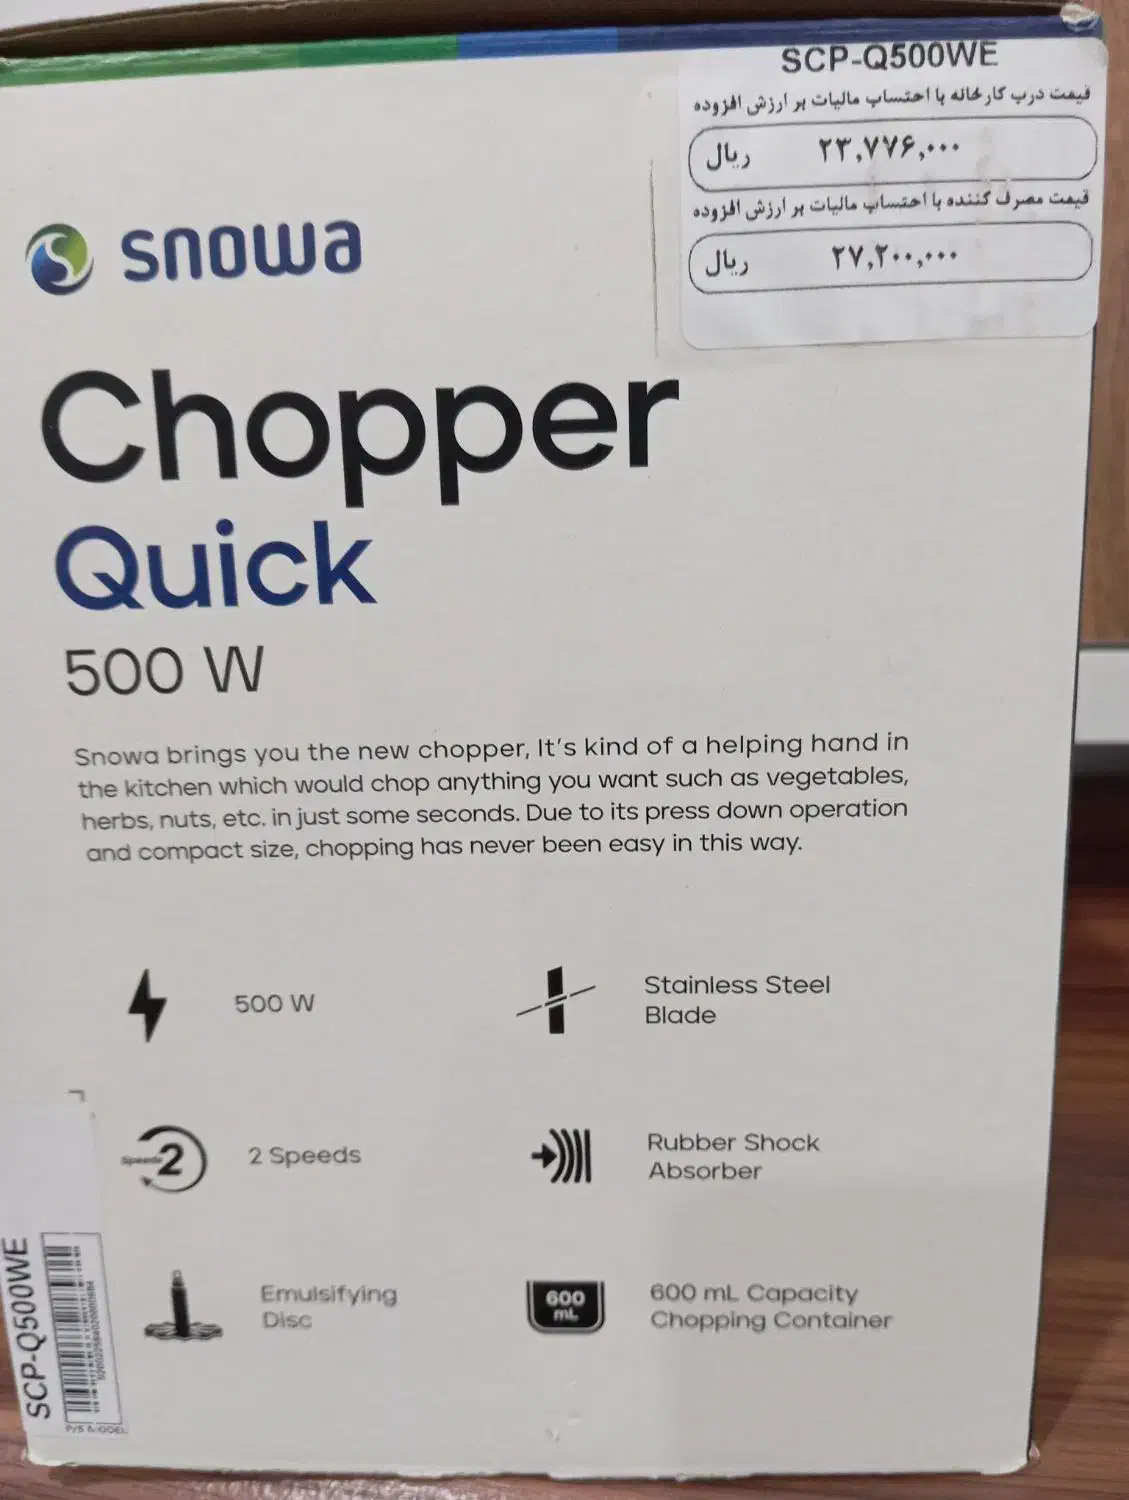 SCP-Q500WE
قیمت درب کارخانه با احتساب مالیات بر ارزش افزوده
۲۳,۷۷۶,۰۰۰ ریال
قیمت مصرف کننده با احتساب مالیات بر ارزش افزوده
۲۷,۲۰۰,۰۰۰ ریال
snowa
Chopper
Quick
500 W
Snowa brings you the new chopper, It's kind of a helping hand in
the kitchen which would chop anything you want such as vegetables,
herbs, nuts, etc. in just some seconds. Due to its press down operation
and compact size, chopping has never been easy in this way.
500 W
Stainless Steel
Blade
Speeds 2
2 Speeds
Rubber Shock
Absorber
Emulsifying
Disc
600
mL
600 mL Capacity
Chopping Container
SCP-Q500WE